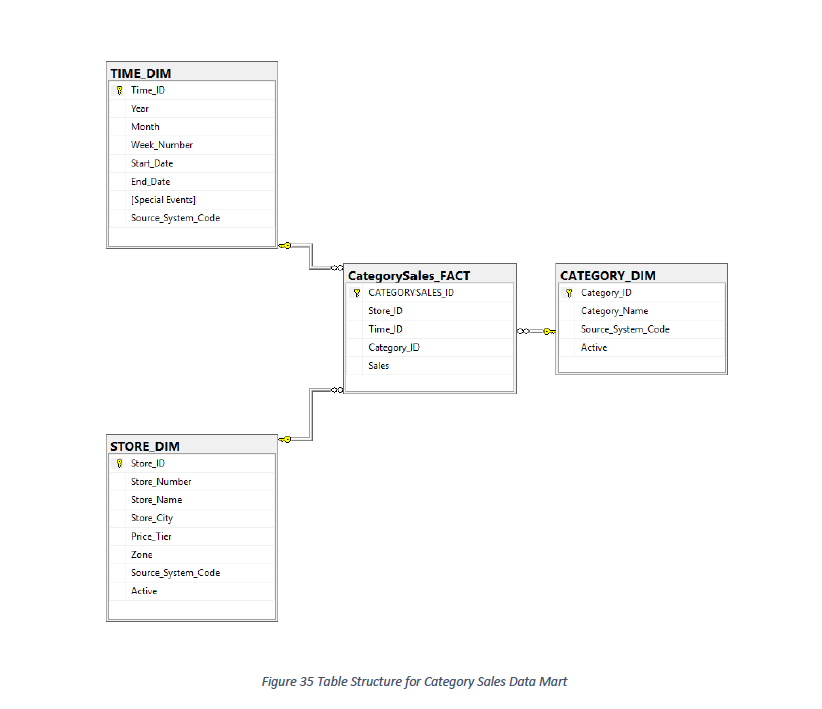 TIME_DIM
Time_ID
Year
Month
Week_Number
Start_Date
End_Date
[Special Events]
Source_System_Code
CategorySales_FACT
CATEGORYSALES_ID
Store_ID
Time_ID
Category_ID
Sales
CATEGORY_DIM
Category_ID
Category_Name
Source_System_Code
Active
STORE_DIM
Store_ID
Store_Number
Store_Name
Store_City
Price_Tier
Zone
Source_System_Code
Active
Figure 35 Table Structure for Category Sales Data Mart